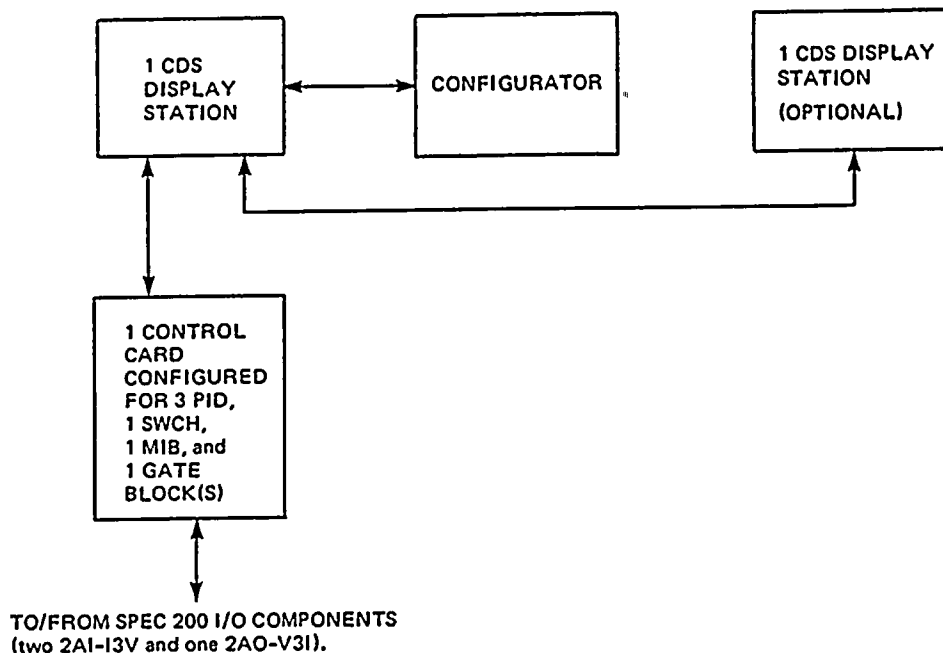 1 CDS
DISPLAY
STATION
CONFIGURATOR
1 CDS DISPLAY
STATION
(OPTIONAL)
1 CONTROL
CARD
CONFIGURED
FOR 3 PID,
1 SWCH,
1 MIB, and
1 GATE
BLOCK(S)
TO/FROM SPEC 200 I/O COMPONENTS
(two 2AI-I3V and one 2AO-V3I).